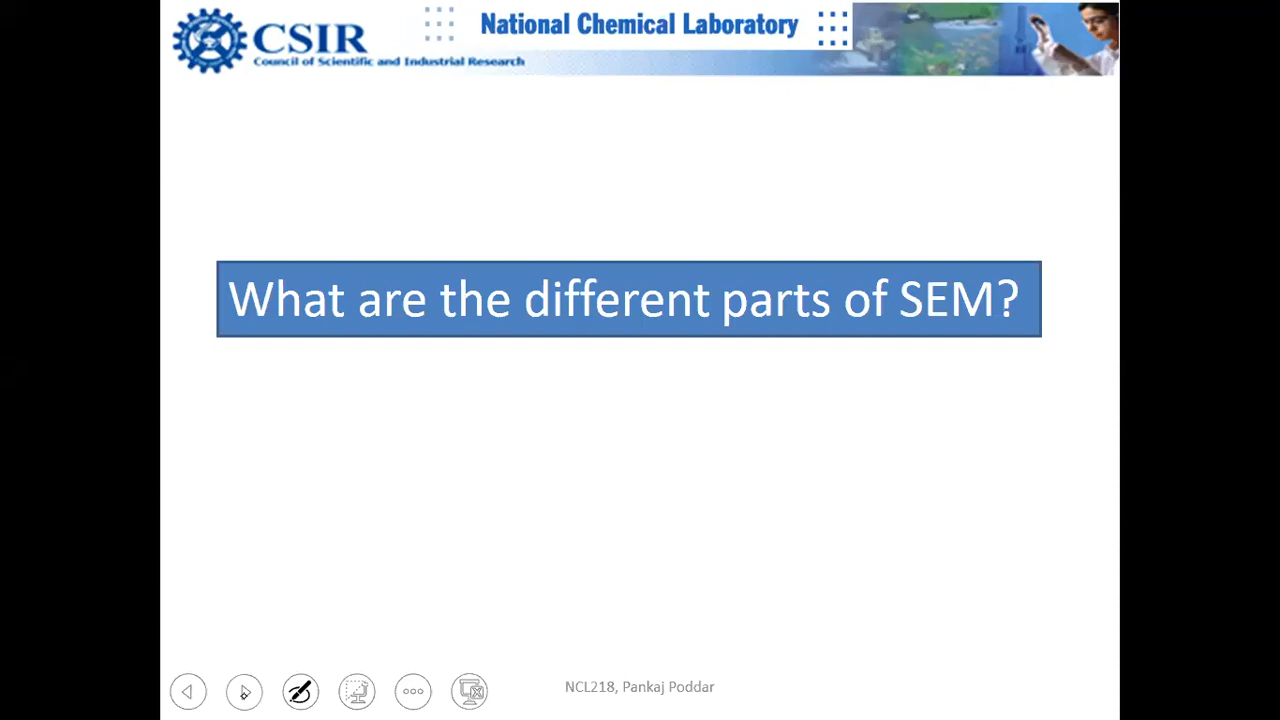 CSIR
Council of Scientific and Industrial Research
National Chemical Laboratory
What are the different parts of SEM?
NCL218, Pankaj Poddar